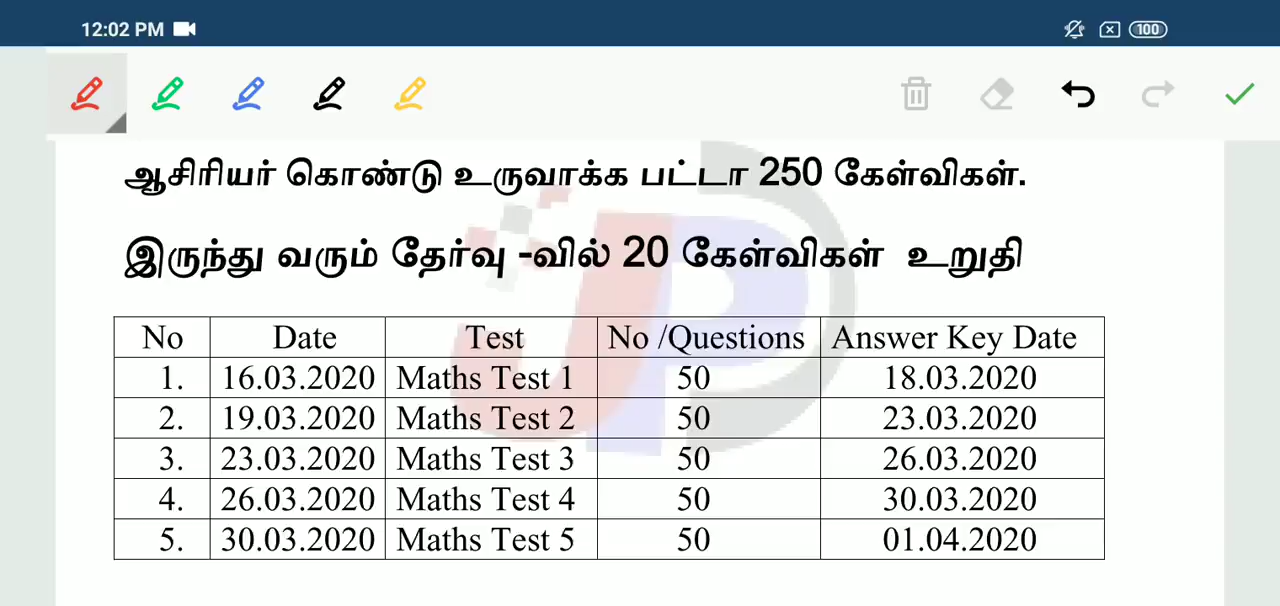 12:02 PM
100
ஆசிரியர் கொண்டு உருவாக்க பட்டா 250 கேள்விகள்.
இருந்து வரும் தேர்வு -வில் 20 கேள்விகள் உறுதி
No Date Test No /Questions Answer Key Date
1. 16.03.2020 Maths Test 1 50 18.03.2020
2. 19.03.2020 Maths Test 2 50 23.03.2020
3. 23.03.2020 Maths Test 3 50 26.03.2020
4. 26.03.2020 Maths Test 4 50 30.03.2020
5. 30.03.2020 Maths Test 5 50 01.04.2020